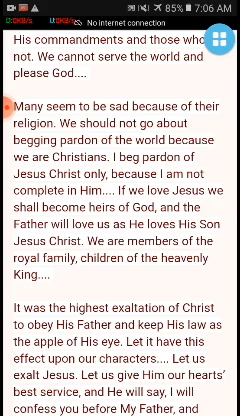 85% 7:06 AM
0:0KB/s U:0KB/s No internet connection
His commandments and those who
not. We cannot serve the world and
please God....
Many seem to be sad because of their
religion. We should not go about
begging pardon of the world because
we are Christians. I beg pardon of
Jesus Christ only, because I am not
complete in Him.... If we love Jesus we
shall become heirs of God, and the
Father will love us as He loves His Son
Jesus Christ. We are members of the
royal family, children of the heavenly
King....
It was the highest exaltation of Christ
to obey His Father and keep His law as
the apple of His eye. Let it have this
effect upon our characters.... Let us
exalt Jesus. Let us give Him our hearts’
best service, and He will say, I will
confess you before My Father, and